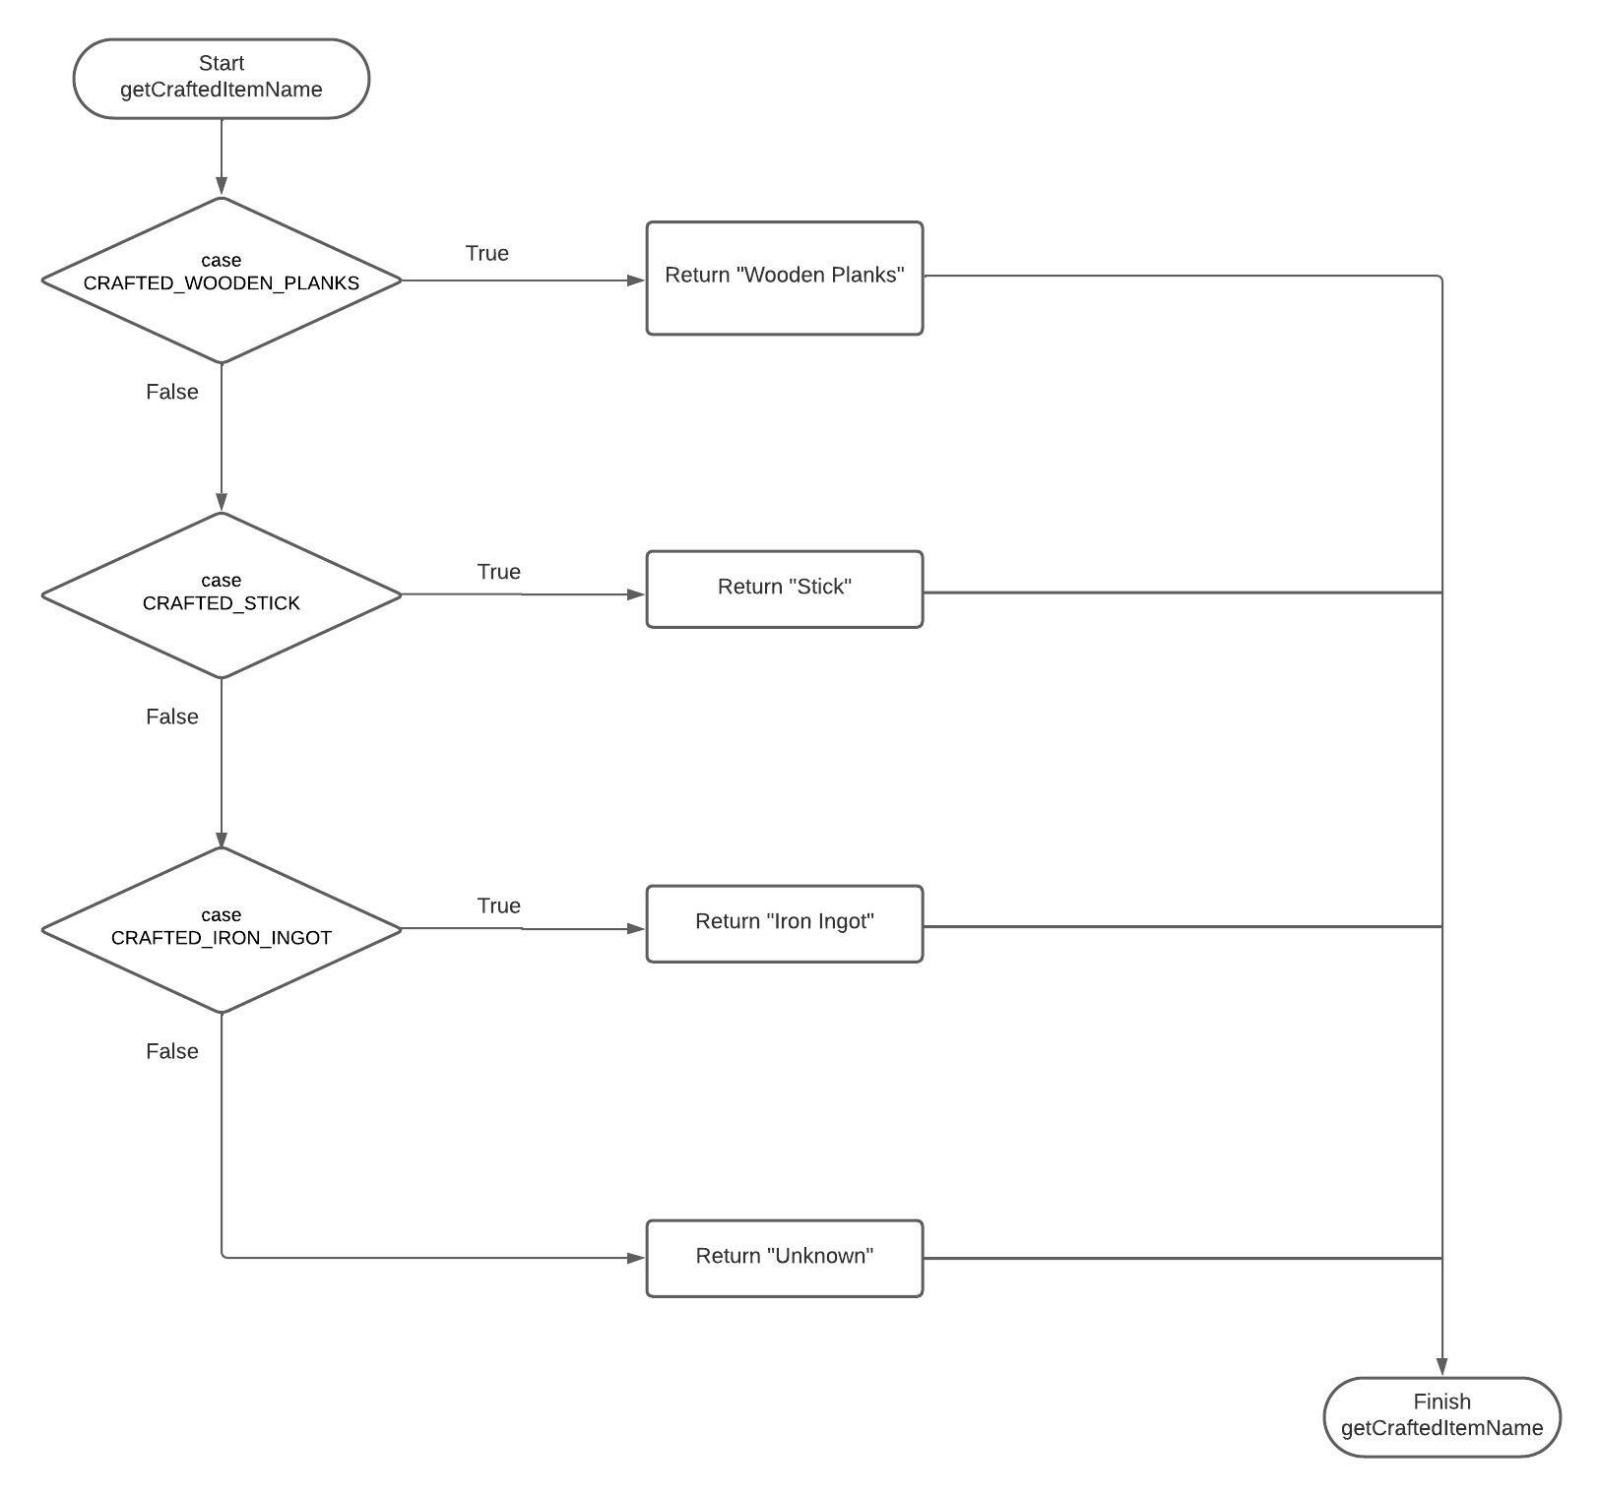 Start
getCraftedItemName
case
CRAFTED_WOODEN_PLANKS
True
Return "Wooden Planks"
False
case
CRAFTED_STICK
True
Return "Stick"
False
case
CRAFTED_IRON_INGOT
True
Return "Iron Ingot"
False
Return "Unknown"
Finish
getCraftedItemName